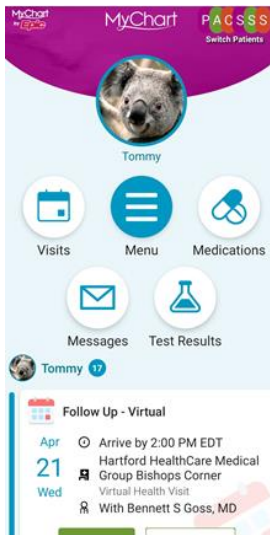 MyChart
by Epic
MyChart
P A C S S S
Switch Patients
Tommy
Visits
Menu
Medications
Messages
Test Results
Tommy 17
Follow Up - Virtual
Apr
21
Wed
Arrive by 2:00 PM EDT
Hartford HealthCare Medical
Group Bishops Corner
Virtual Health Visit
With Bennett S Goss, MD